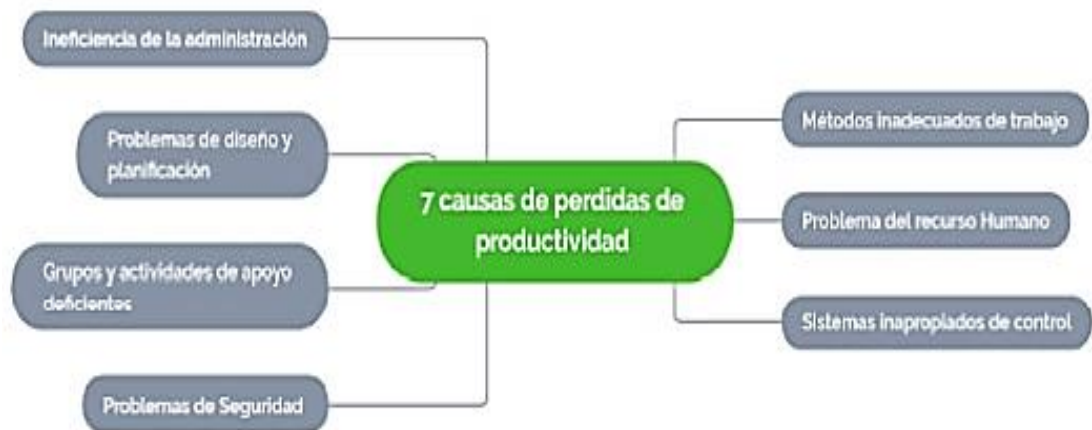 Ineficiencia de la administración
Problemas de diseño y
planificación
Grupos y actividades de apoyo
deficientes
Problemas de Seguridad
7 causas de perdidas de
productividad
Métodos inadecuados de trabajo
Problema del recurso Humano
Sistemas inapropiados de control